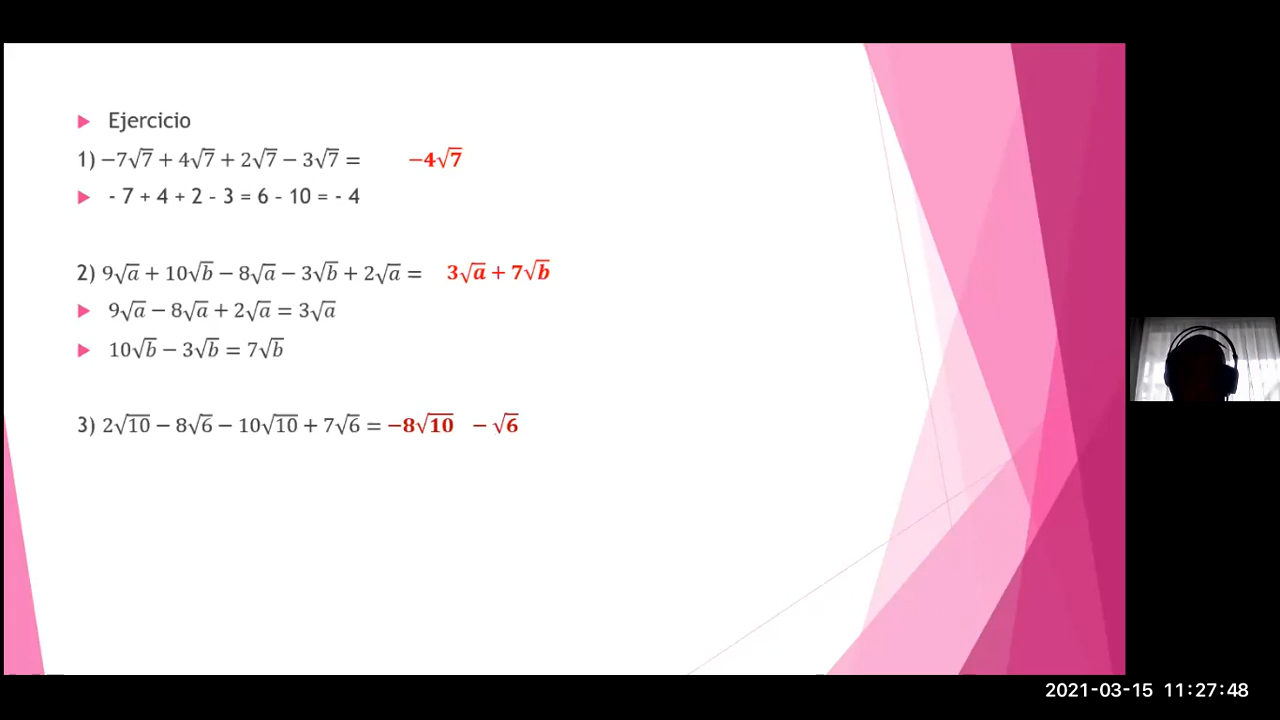 Ejercicio
1) −7√7 + 4√7 + 2√7 − 3√7 = −4√7
- 7 + 4 + 2 - 3 = 6 - 10 = - 4
2) 9√a + 10√b − 8√a − 3√b + 2√a = 3√a + 7√b
9√a − 8√a + 2√a = 3√a
10√b − 3√b = 7√b
3) 2√10 − 8√6 − 10√10 + 7√6 = −8√10 − √6
2021-03-15 11:27:48